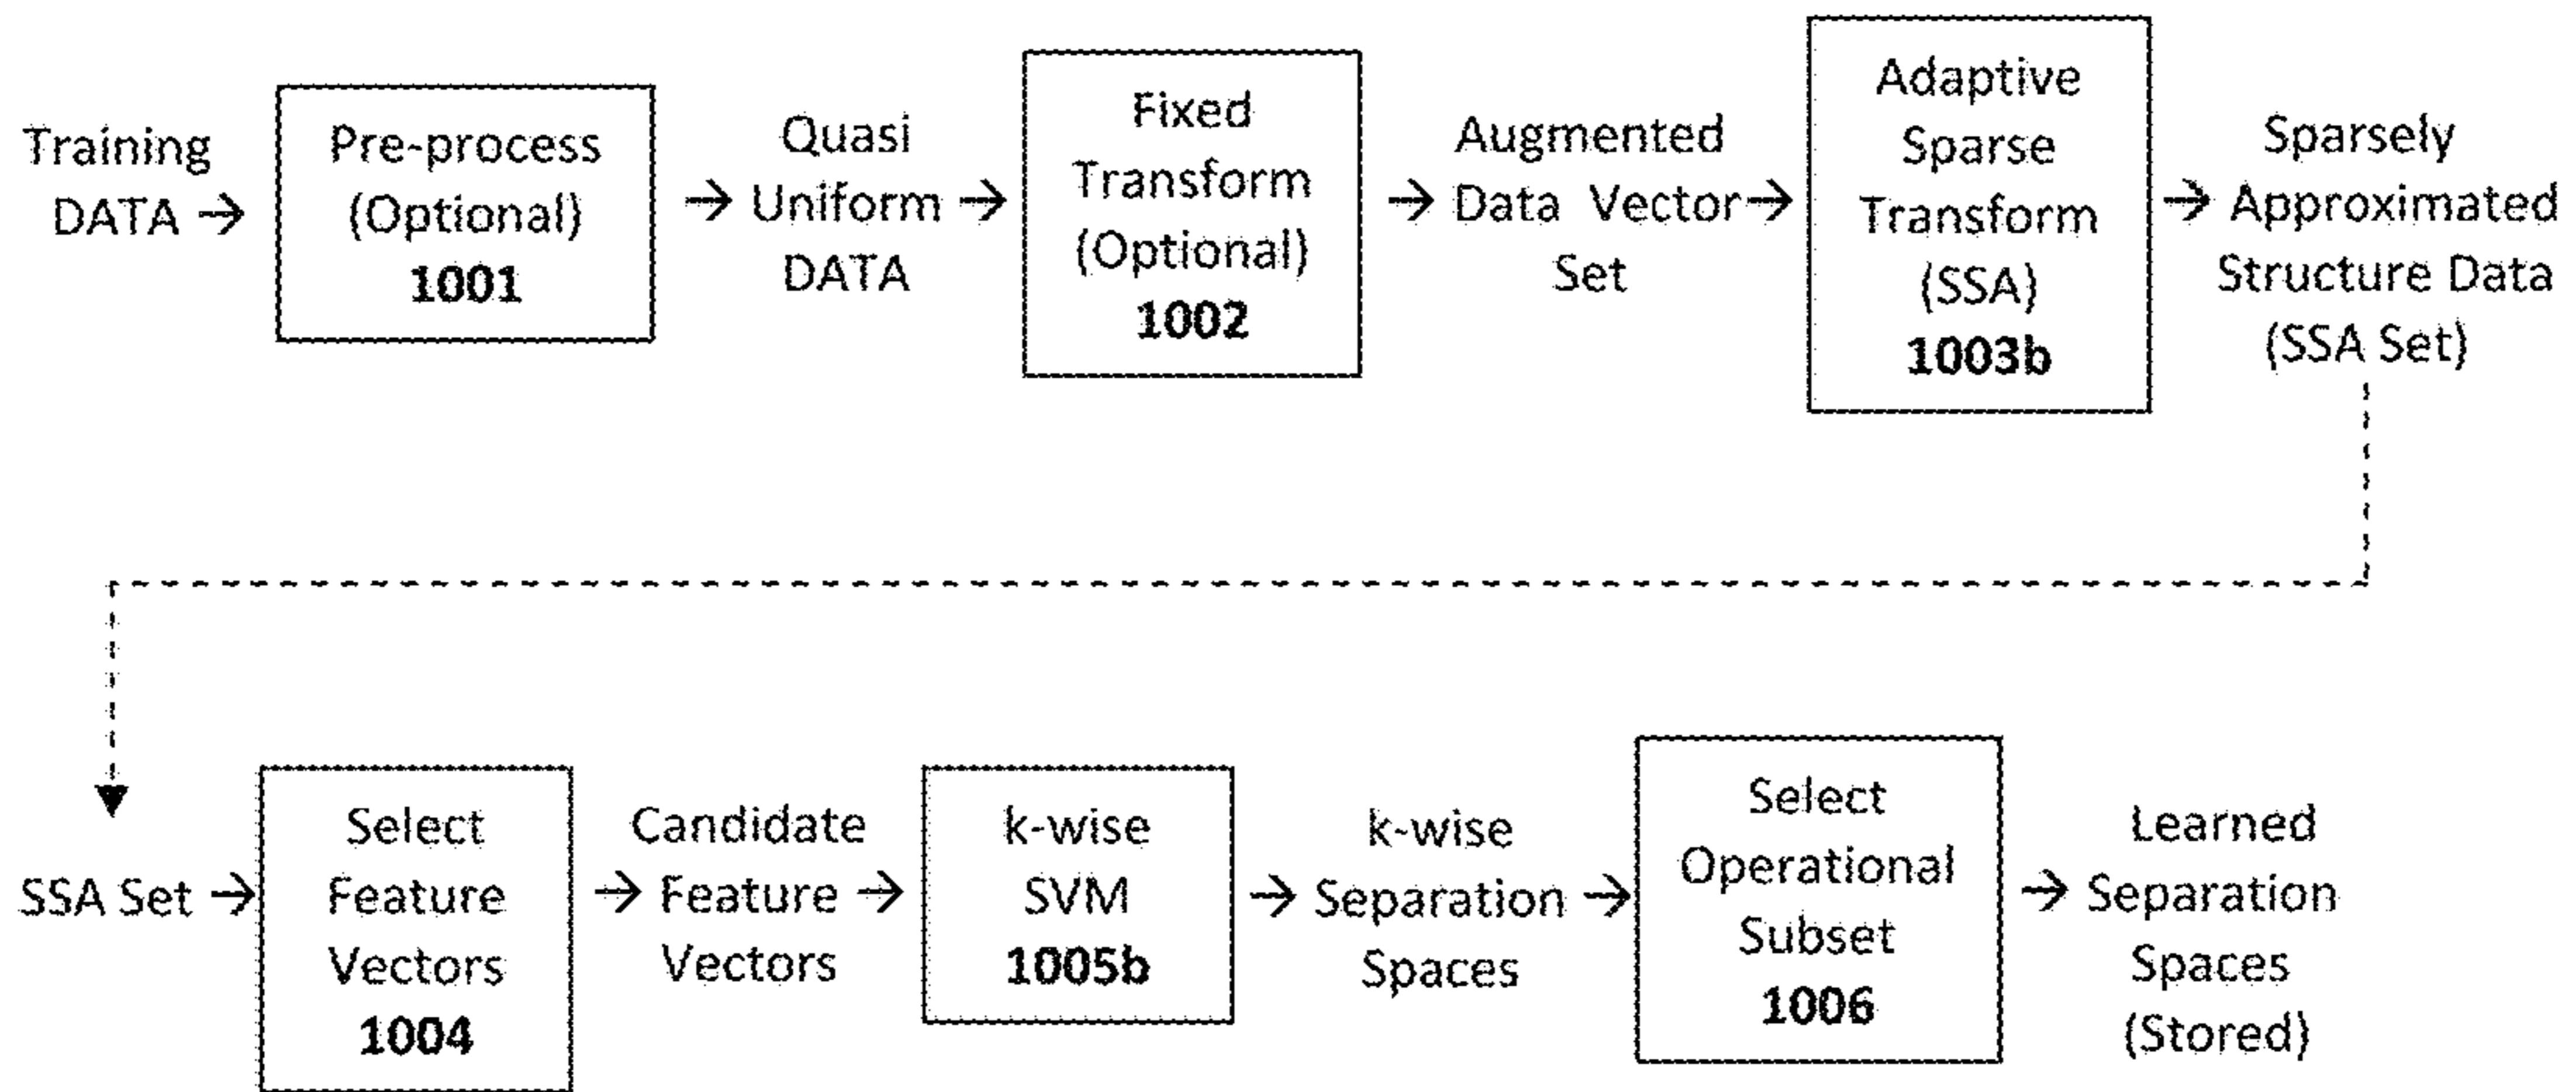 Training
DATA →
Pre-process
(Optional)
1001
→ Quasi
Uniform →
DATA
Fixed
Transform
(Optional)
1002
→ Augmented
Data Vector →
Set
Adaptive
Sparse
Transform
(SSA)
1003b
→ Sparsely
Approximated
Structure Data
(SSA Set)
SSA Set →
Select
Feature
Vectors
1004
→ Candidate
Feature →
Vectors
k-wise
SVM
1005b
→ k-wise
Separation →
Spaces
Select
Operational
Subset
1006
→ Learned
Separation
Spaces
(Stored)